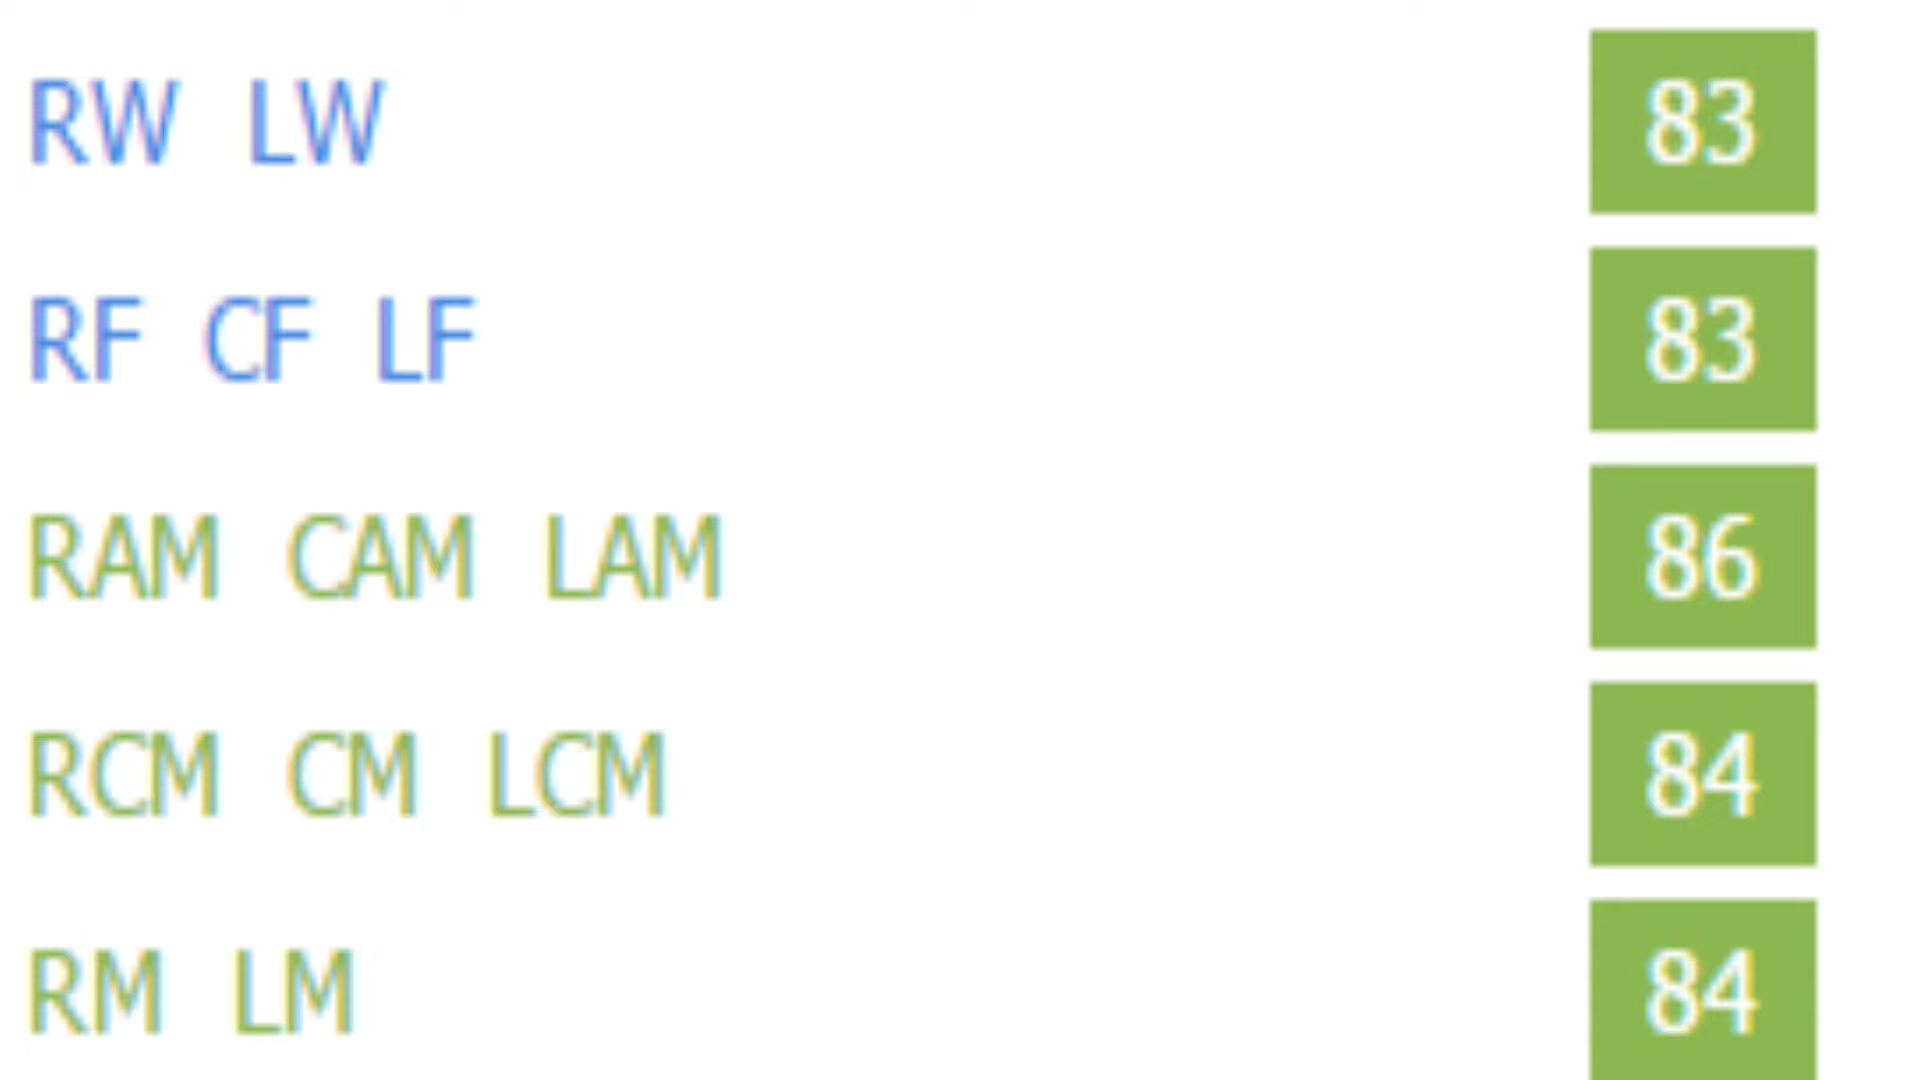 RW LW 83
RF CF LF 83
RAM CAM LAM 86
RCM CM LCM 84
RM LM 84